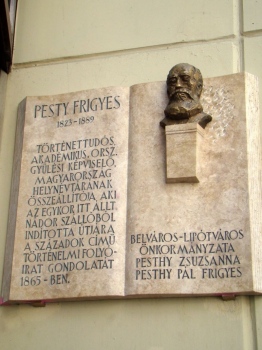 PESTY FRIGYES
1823-1889
TÖRTÉNETTUDÓS,
AKADÉMIKUS, ORSZ.
GYŰLÉSI KÉPVISELŐ,
MAGYARORSZÁG
HELYNÉVTÁRÁNAK
ÖSSZEÁLLÍTÓJA, AKI
AZ EGYKOR ITT ÁLLT
NÁDOR SZÁLLÓBÓL
INDÍTOTTA ÚTJÁRA
A SZÁZADOK CÍMŰ
TÖRTÉNELMI FOLYÓ-
IRAT GONDOLATÁT
1865-BEN.
BELVÁROS-LIPÓTVÁROS
ÖNKORMÁNYZATA
PESTHY ZSUZSANNA
PESTHY PÁL FRIGYES